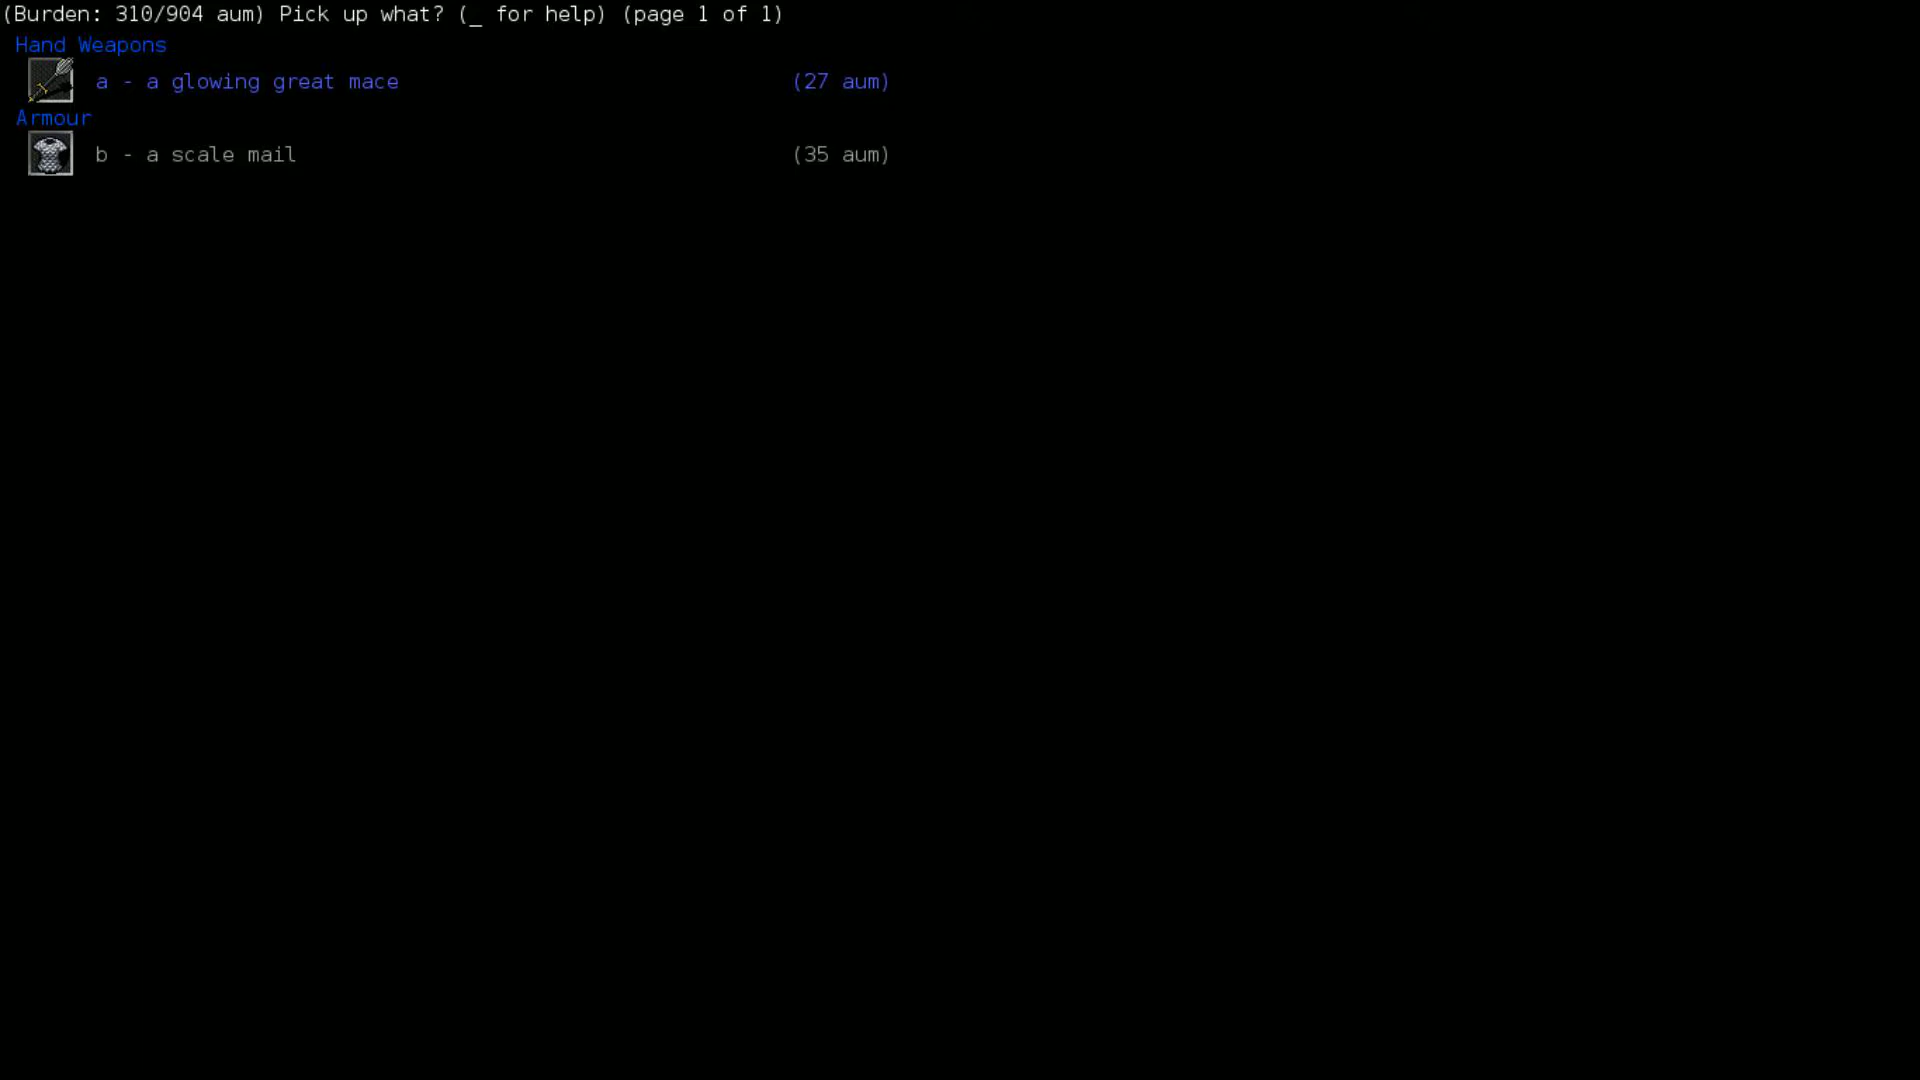 (Burden: 310/904 aum) Pick up what? (_ for help) (page 1 of 1)
Hand Weapons
a - a glowing great mace (27 aum)
Armour
b - a scale mail (35 aum)